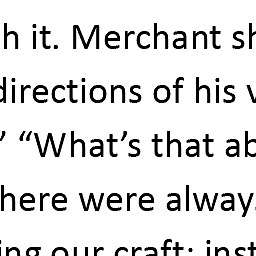 h it. Merchant sh
directions of his v
” “What’s that ab
here were alway
ing our craft; inst